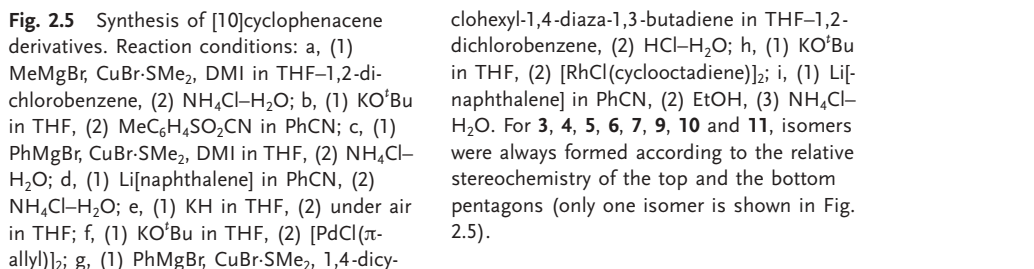 Fig. 2.5 Synthesis of [10]cyclophenacene
derivatives. Reaction conditions: a, (1)
MeMgBr, CuBr·SMe₂, DMI in THF–1,2-di-
chlorobenzene, (2) NH₄Cl–H₂O; b, (1) KOᵗBu
in THF, (2) MeC₆H₄SO₂CN in PhCN; c, (1)
PhMgBr, CuBr·SMe₂, DMI in THF, (2) NH₄Cl–
H₂O; d, (1) Li[naphthalene] in PhCN, (2)
NH₄Cl–H₂O; e, (1) KH in THF, (2) under air
in THF; f, (1) KOᵗBu in THF, (2) [PdCl(π-
allyl)]₂; g, (1) PhMgBr, CuBr·SMe₂, 1,4-dicy-
clohexyl-1,4-diaza-1,3-butadiene in THF–1,2-
dichlorobenzene, (2) HCl–H₂O; h, (1) KOᵗBu
in THF, (2) [RhCl(cyclooctadiene)]₂; i, (1) Li[-
naphthalene] in PhCN, (2) EtOH, (3) NH₄Cl–
H₂O. For 3, 4, 5, 6, 7, 9, 10 and 11, isomers
were always formed according to the relative
stereochemistry of the top and the bottom
pentagons (only one isomer is shown in Fig.
2.5).